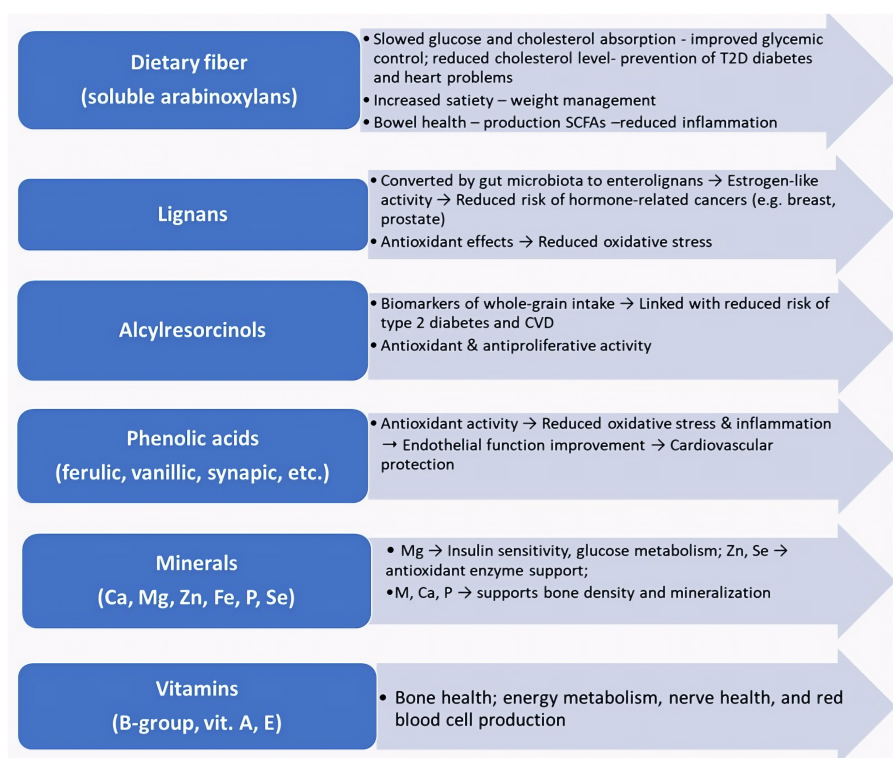 Dietary fiber
(soluble arabinoxylans)
• Slowed glucose and cholesterol absorption - improved glycemic
control; reduced cholesterol level- prevention of T2D diabetes
and heart problems
• Increased satiety – weight management
• Bowel health – production SCFAs –reduced inflammation
Lignans
• Converted by gut microbiota to enterolignans → Estrogen-like
activity → Reduced risk of hormone-related cancers (e.g. breast,
prostate)
• Antioxidant effects → Reduced oxidative stress
Alcylresorcinols
• Biomarkers of whole-grain intake → Linked with reduced risk of
type 2 diabetes and CVD
• Antioxidant & antiproliferative activity
Phenolic acids
(ferulic, vanillic, synapic, etc.)
• Antioxidant activity → Reduced oxidative stress & inflammation
→ Endothelial function improvement → Cardiovascular
protection
Minerals
(Ca, Mg, Zn, Fe, P, Se)
• Mg → Insulin sensitivity, glucose metabolism; Zn, Se →
antioxidant enzyme support;
•M, Ca, P → supports bone density and mineralization
Vitamins
(B-group, vit. A, E)
• Bone health; energy metabolism, nerve health, and red
blood cell production